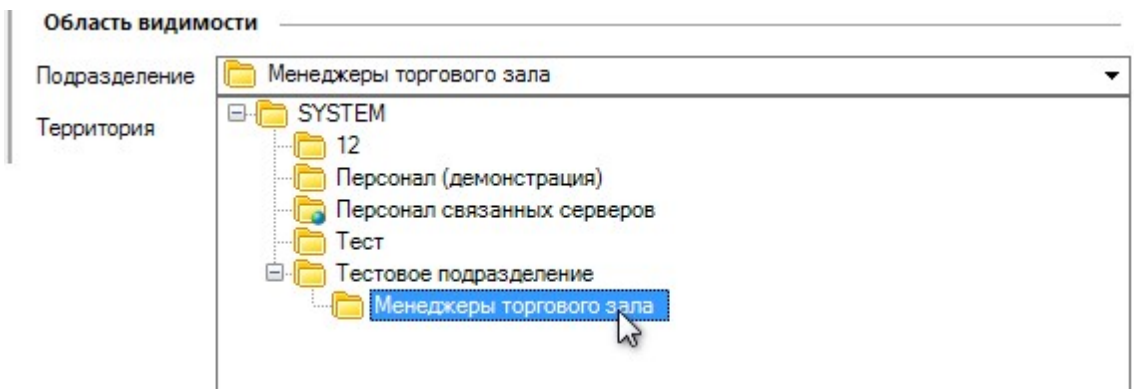 Область видимости
Подразделение Менеджеры торгового зала
Территория
SYSTEM
12
Персонал (демонстрация)
Персонал связанных серверов
Тест
Тестовое подразделение
Менеджеры торгового зала